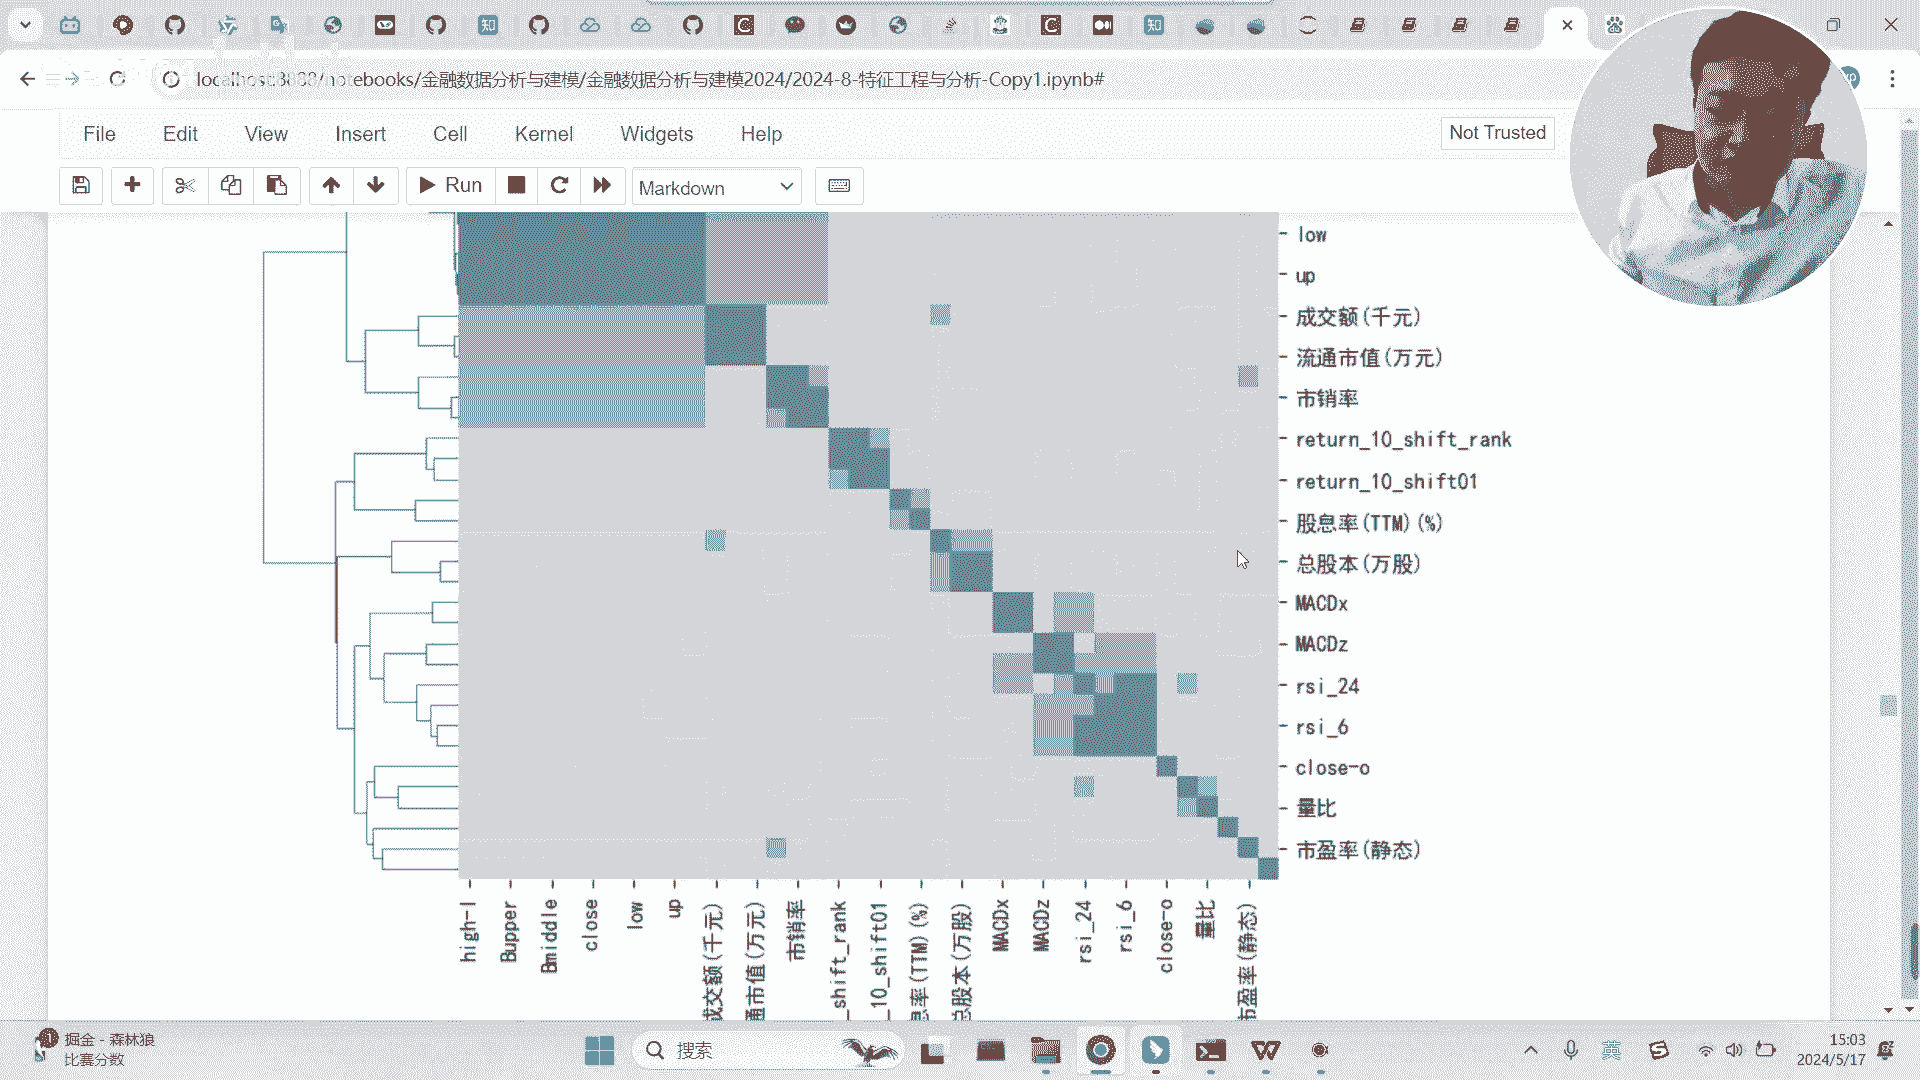 localhost:8888/notebooks/金融数据分析与建模/金融数据分析与建模2024/2024-8-特征工程与分析-Copy1.ipynb#
File Edit View Insert Cell Kernel Widgets Help
Not Trusted
Run
Markdown
low
up
成交额(千元)
流通市值(万元)
市销率
return_10_shift_rank
return_10_shift01
股息率(TTM)(%)
总股本(万股)
MACDx
MACDz
rsi_24
rsi_6
close-o
量比
市盈率(静态)
high-l
Bupper
Bmiddle
close
low
up
成交额(千元)
通市值(万元)
市销率
_shift_rank
_10_shift01
息率(TTM)(%)
总股本(万股)
MACDx
MACDz
rsi_24
rsi_6
close-o
量比
市盈率(静态)
掘金 - 森林狼
比赛分数
搜索
英
15:03
2024/5/17